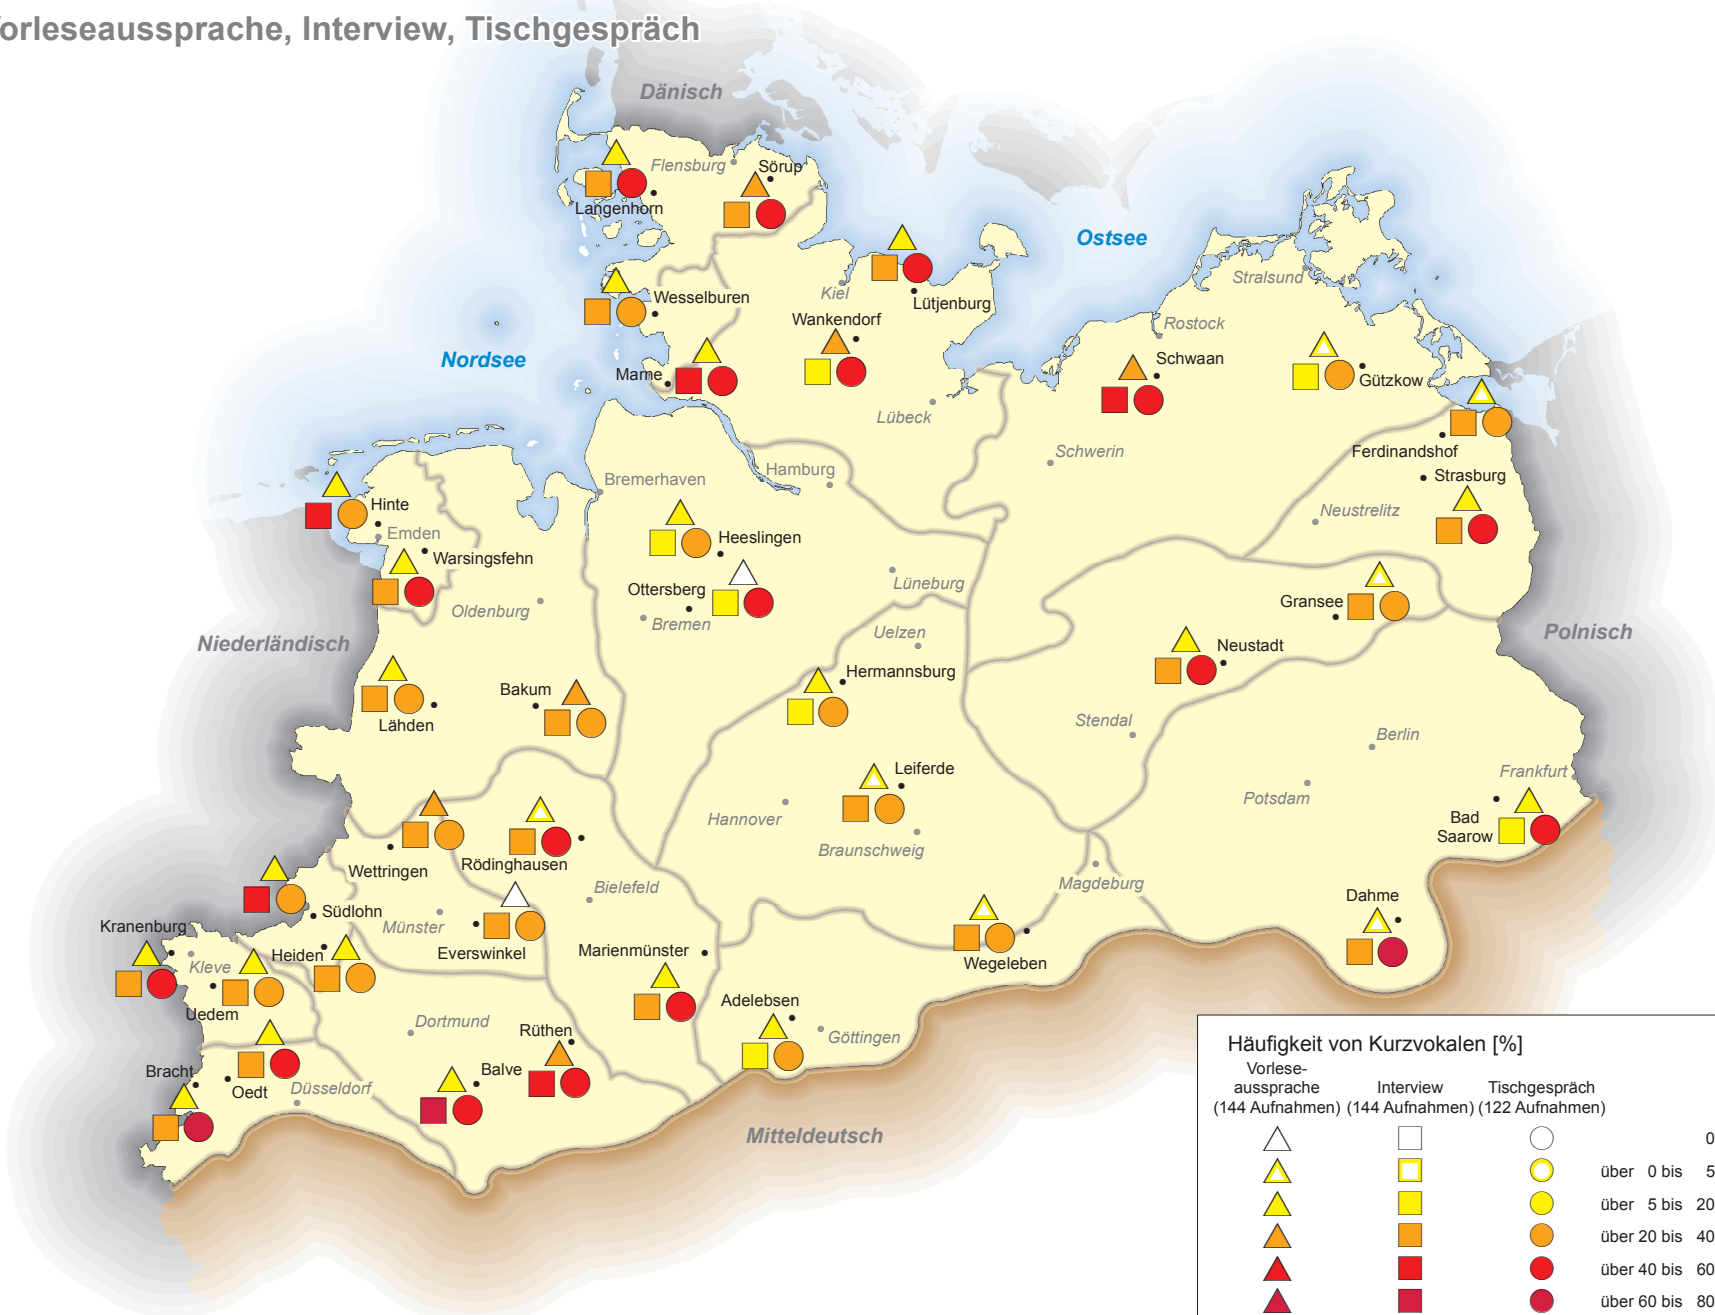 Vorleseaussprache, Interview, Tischgespräch
Dänisch
Flensburg
Sörup
Langenhorn
Ostsee
Stralsund
Kiel
Lütjenburg
Wesselburen
Wankendorf
Rostock
Nordsee
Schwaan
Marne
Gützkow
Lübeck
Ferdinandshof
Schwerin
Strasburg
Hamburg
Bremerhaven
Hinte
Neustrelitz
Emden
Heeslingen
Warsingsfehn
Lüneburg
Ottersberg
Gransee
Oldenburg
Bremen
Uelzen
Polnisch
Niederländisch
Neustadt
Hermannsburg
Bakum
Stendal
Lähden
Berlin
Leiferde
Frankfurt
Potsdam
Hannover
Bad
Saarow
Braunschweig
Rödinghausen
Wettringen
Magdeburg
Bielefeld
Dahme
Südlohn
Münster
Kranenburg
Everswinkel
Marienmünster
Heiden
Wegeleben
Kleve
Adelebsen
Uedem
Dortmund
Rüthen
Göttingen
Balve
Bracht
Oedt
Düsseldorf
Mitteldeutsch
Häufigkeit von Kurzvokalen [%]
Vorlese-
aussprache Interview Tischgespräch
(144 Aufnahmen) (144 Aufnahmen) (122 Aufnahmen)
0
über 0 bis 5
über 5 bis 20
über 20 bis 40
über 40 bis 60
über 60 bis 80